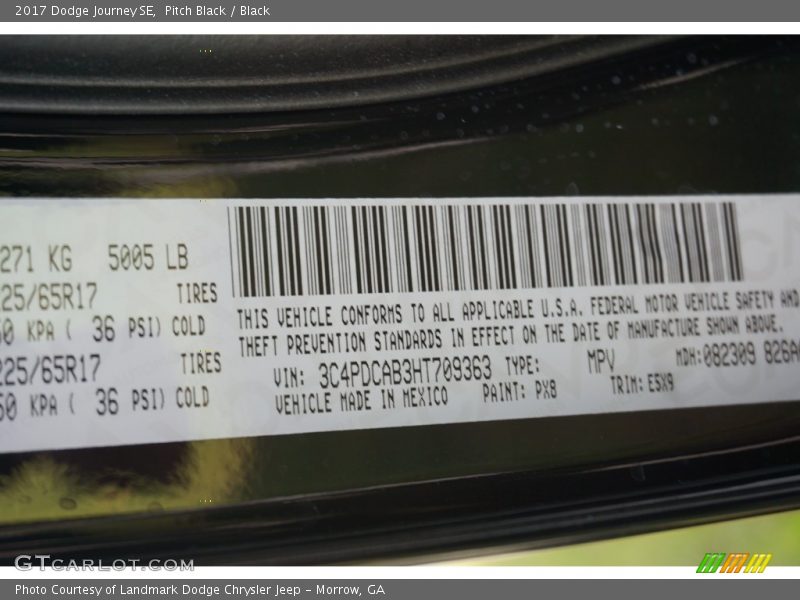 2017 Dodge Journey SE, Pitch Black / Black
271 KG 5005 LB
225/65R17 TIRES
50 KPA ( 36 PSI) COLD
225/65R17 TIRES
50 KPA ( 36 PSI) COLD
THIS VEHICLE CONFORMS TO ALL APPLICABLE U.S.A. FEDERAL MOTOR VEHICLE SAFETY AND
THEFT PREVENTION STANDARDS IN EFFECT ON THE DATE OF MANUFACTURE SHOWN ABOVE.
VIN: 3C4PDCAB3HT709363 TYPE: MPV MDH:082309 826A
VEHICLE MADE IN MEXICO PAINT: PX8 TRIM: E5X9
GTCARLOT.COM
Photo Courtesy of Landmark Dodge Chrysler Jeep - Morrow, GA